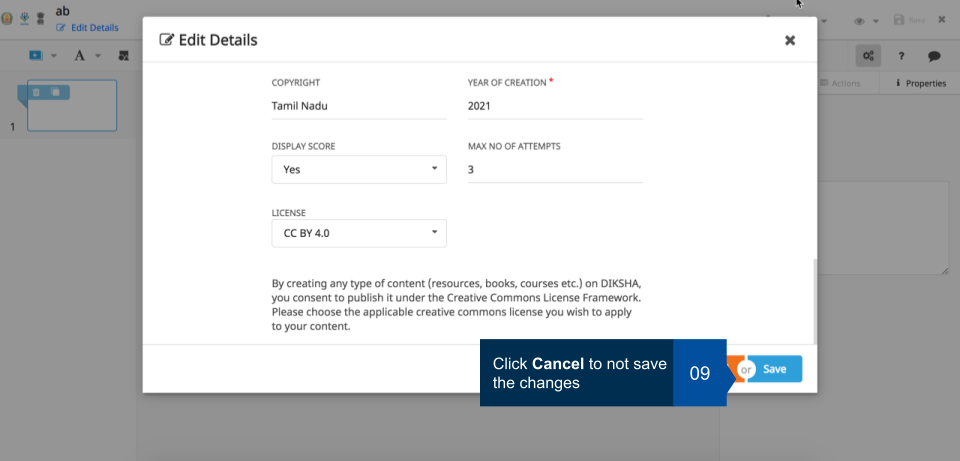 ab
Edit Details
Save
A
?
Edit Details
Actions
Properties
1
COPYRIGHT
YEAR OF CREATION *
Tamil Nadu
2021
DISPLAY SCORE
MAX NO OF ATTEMPTS
Yes
3
LICENSE
CC BY 4.0
By creating any type of content (resources, books, courses etc.) on DIKSHA,
you consent to publish it under the Creative Commons License Framework.
Please choose the applicable creative commons license you wish to apply
to your content.
Click Cancel to not save
the changes
09
or
Save